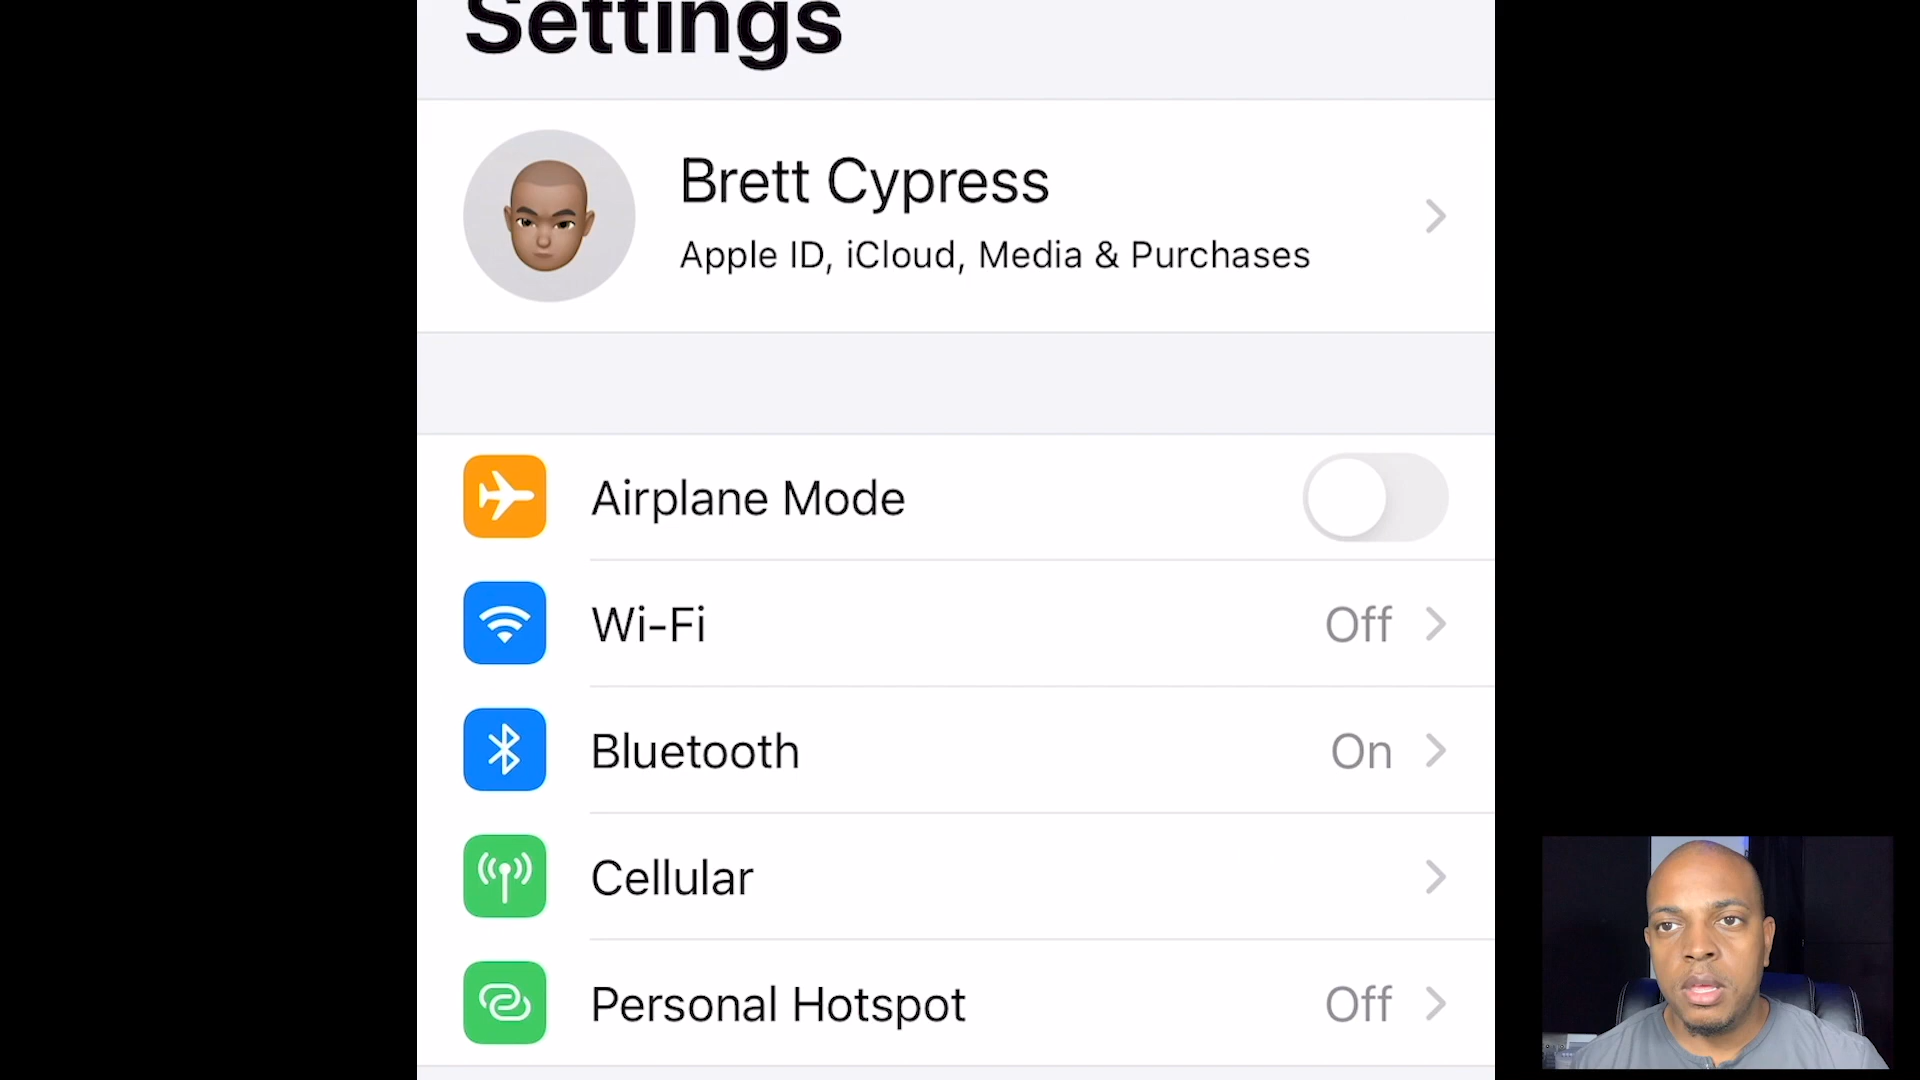 Settings
Brett Cypress
Apple ID, iCloud, Media & Purchases
Airplane Mode
Wi-Fi Off
Bluetooth On
Cellular
Personal Hotspot Off